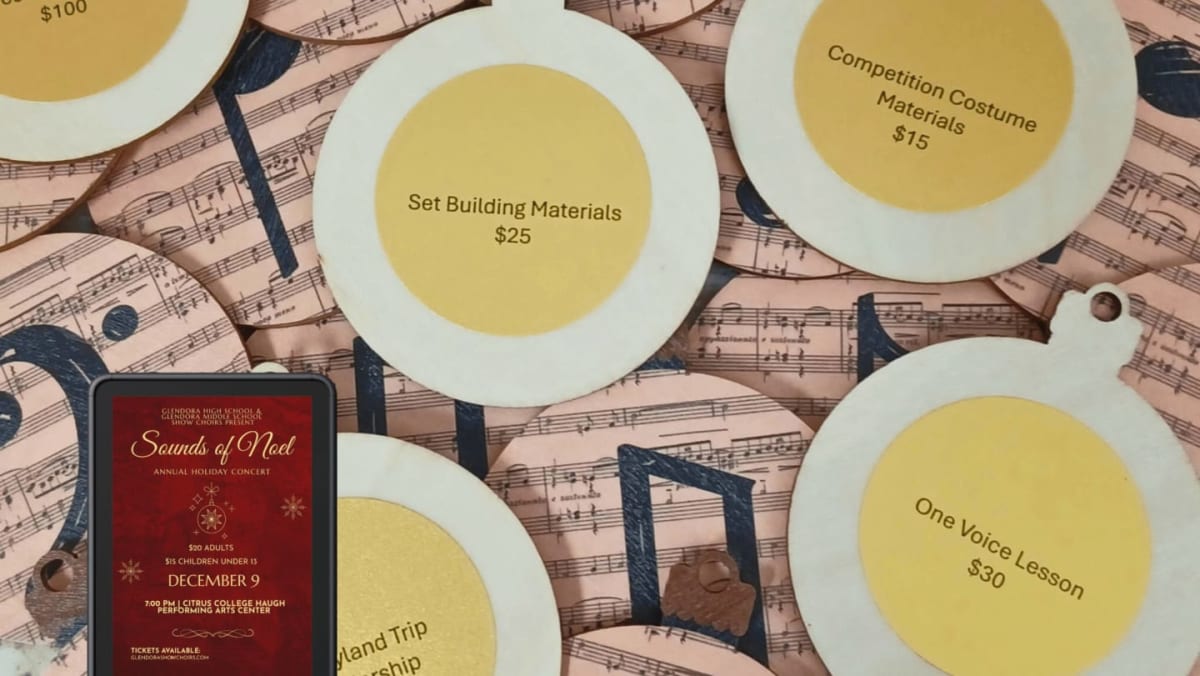 $100
Set Building Materials
$25
Competition Costume
Materials
$15
One Voice Lesson
$30
Trip
GLENDORA HIGH SCHOOL &
GLENDORA MIDDLE SCHOOL
SHOW CHOIRS PRESENT
Sounds of Noel
ANNUAL HOLIDAY CONCERT
$20 ADULTS
$15 CHILDREN UNDER 13
DECEMBER 9
7:00 PM | CITRUS COLLEGE HAUGH
PERFORMING ARTS CENTER
TICKETS AVAILABLE:
GLENDORASHOWCHOIRS.COM